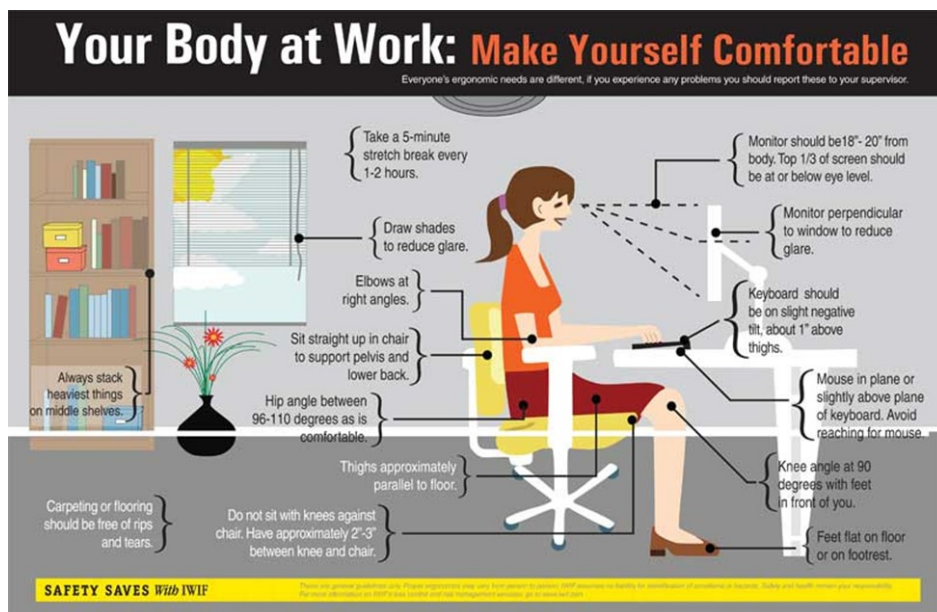 Your Body at Work: Make Yourself Comfortable
Everyone's ergonomic needs are different, if you experience any problems you should report these to your supervisor.
Take a 5-minute
stretch break every
1-2 hours.
Monitor should be18"- 20" from
body. Top 1/3 of screen should
be at or below eye level.
Draw shades
to reduce glare.
Monitor perpendicular
to window to reduce
glare.
Elbows at
right angles.
Keyboard should
be on slight negative
tilt, about 1" above
thighs.
Sit straight up in chair
to support pelvis and
lower back.
Always stack
heaviest things
on middle shelves.
Mouse in plane or
slightly above plane
of keyboard. Avoid
reaching for mouse.
Hip angle between
96-110 degrees as is
comfortable.
Thighs approximately
parallel to floor.
Knee angle at 90
degrees with feet
in front of you.
Carpeting or flooring
should be free of rips
and tears.
Do not sit with knees against
chair. Have approximately 2"-3"
between knee and chair.
Feet flat on floor
or on footrest.
SAFETY SAVES With IWIF